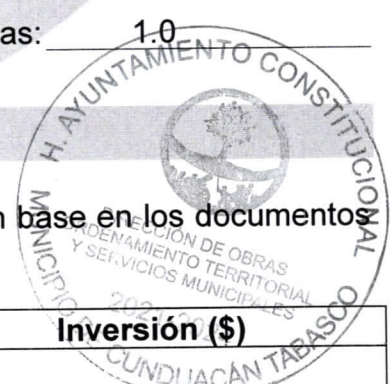 as: 1.0
H. AYUNTAMIENTO CONSTITUCIONAL
n base en los documentos
DIRECCIÓN DE OBRAS
ORDENAMIENTO TERRITORIAL
Y SERVICIOS MUNICIPALES
Inversión ($)
MUNICIPIO DE CUNDUACÁN TABASCO